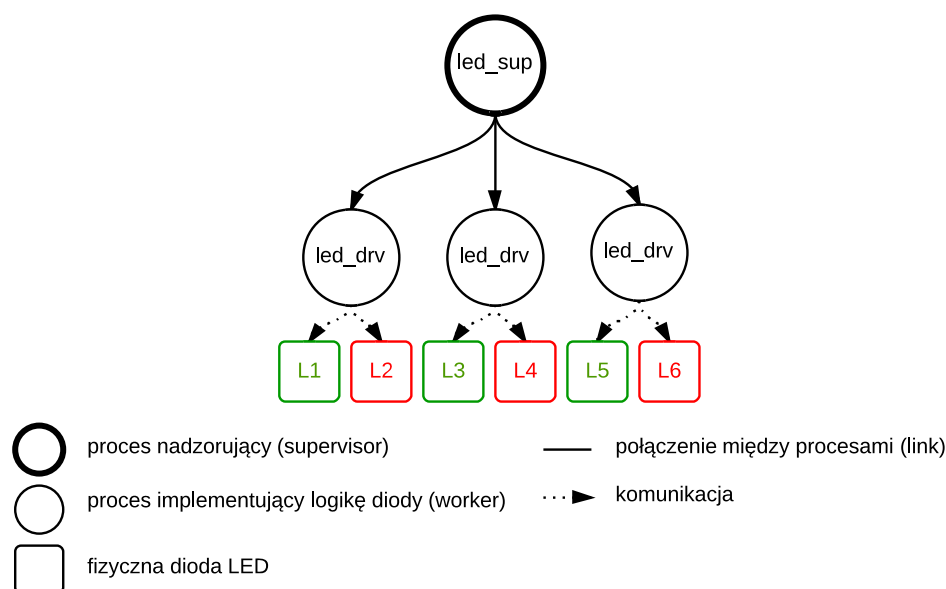 led_sup
led_drv
led_drv
led_drv
L1
L2
L3
L4
L5
L6
proces nadzorujący (supervisor)
połączenie między procesami (link)
proces implementujący logikę diody (worker)
komunikacja
fizyczna dioda LED